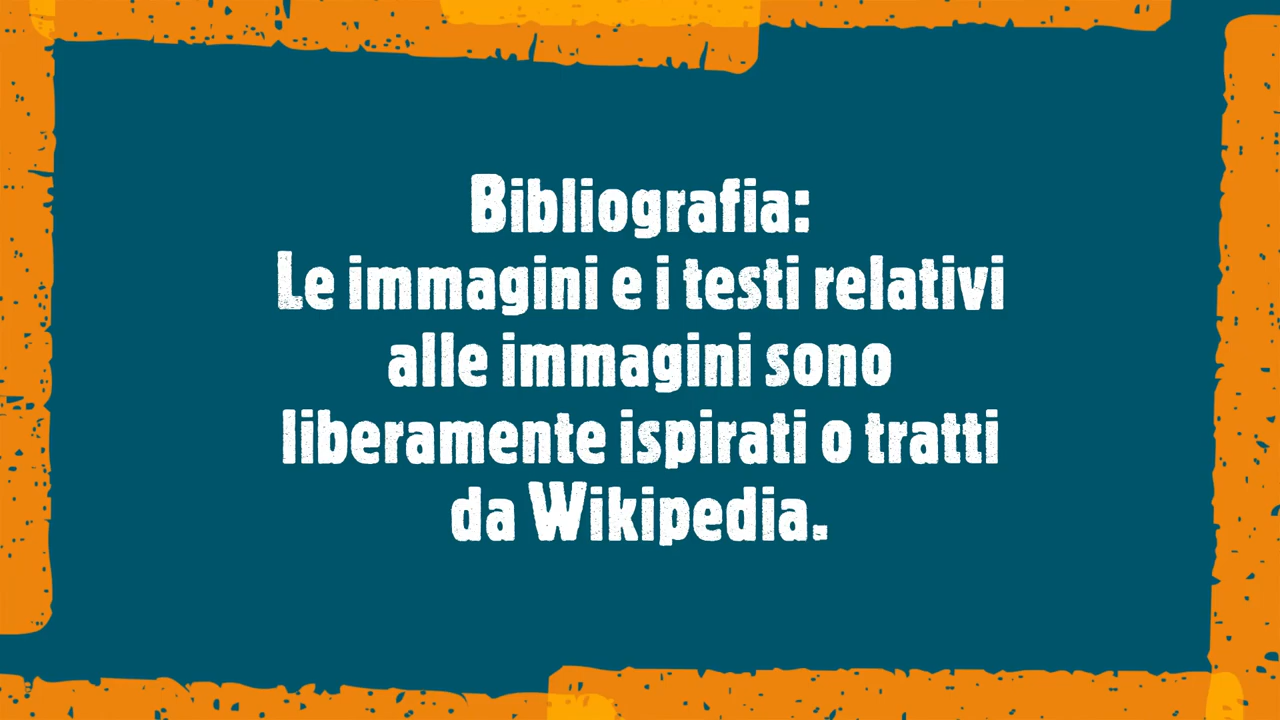 Bibliografia:
Le immagini e i testi relativi
alle immagini sono
liberamente ispirati o tratti
da Wikipedia.